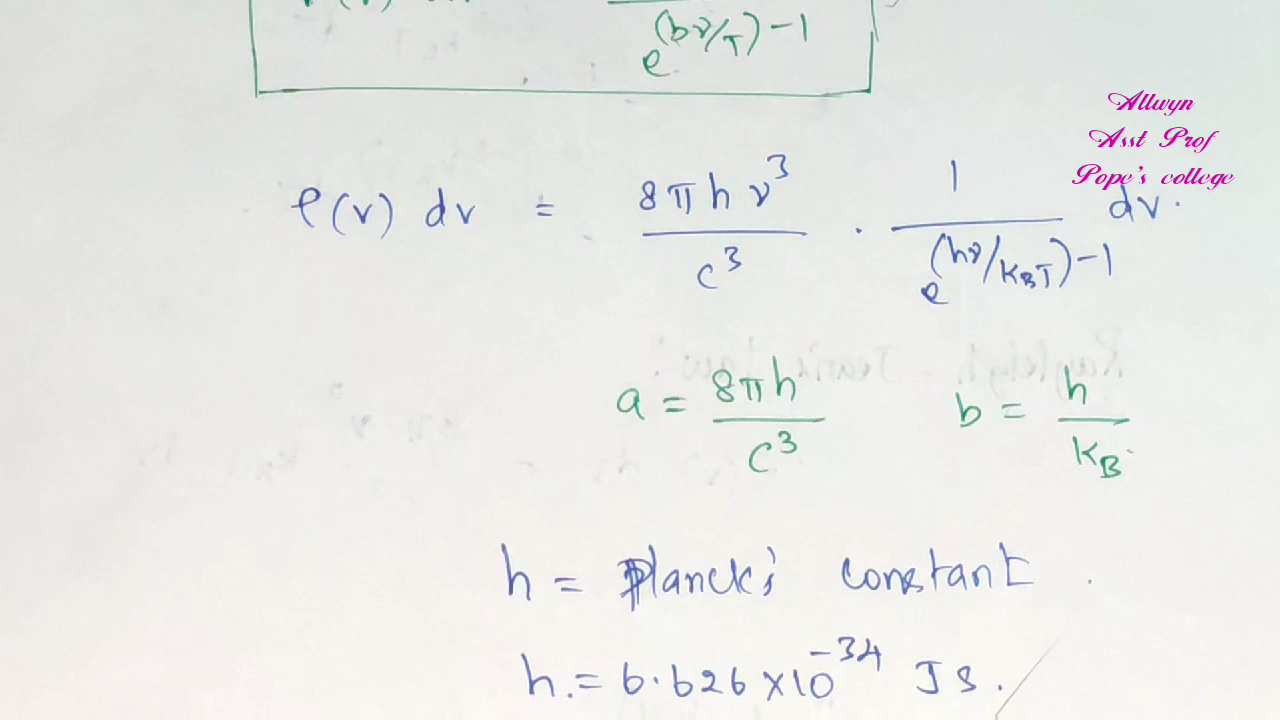 e^(bν/T) - 1
Allwyn
Asst Prof
Pope's college
ρ(ν) dν = 8πhν³/c³ · 1/(e^(hν/K_BT) - 1) dν.
a = 8πh/c³ b = h/K_B
h = Planck's constant.
h = 6.626 × 10⁻³⁴ Js.